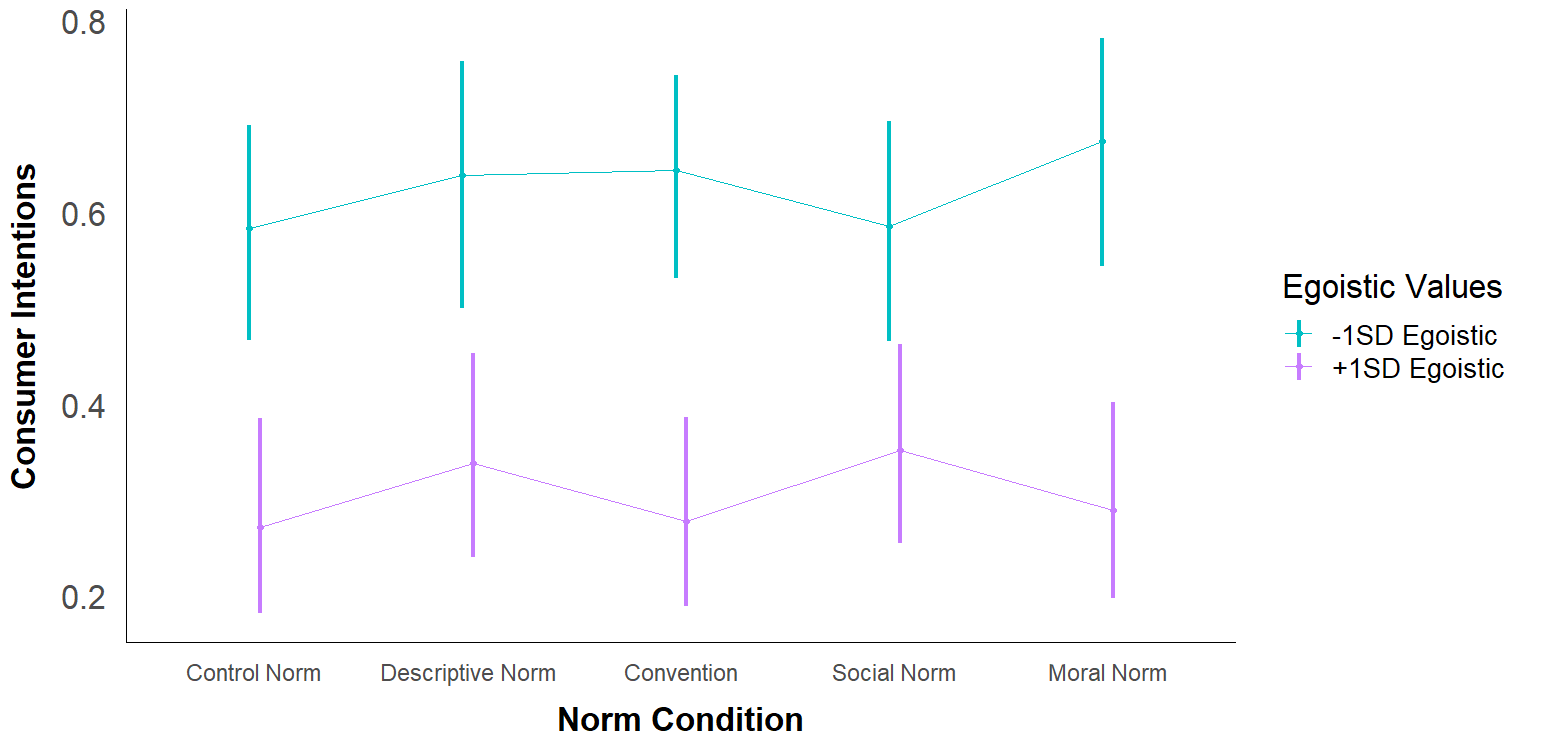 0.8
0.6
0.4
0.2
Consumer Intentions
Control Norm
Descriptive Norm
Convention
Social Norm
Moral Norm
Norm Condition
Egoistic Values
-1SD Egoistic
+1SD Egoistic